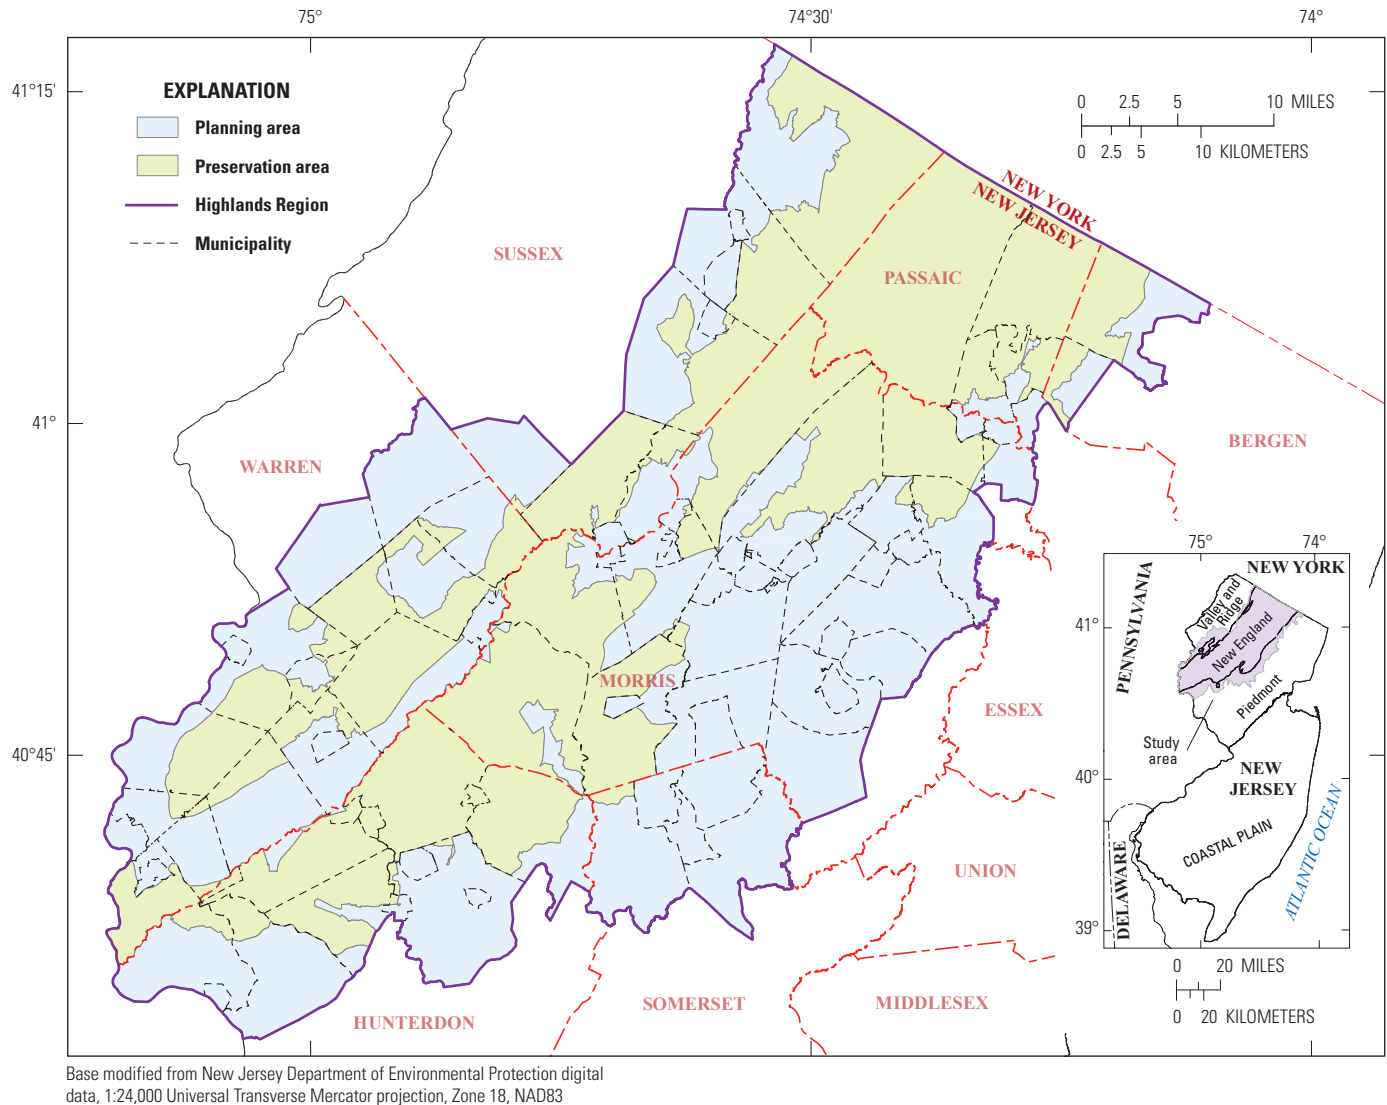 75°
74°30'
74°
41°15'
41°
40°45'
EXPLANATION
Planning area
Preservation area
Highlands Region
Municipality
0 2.5 5 10 MILES
0 2.5 5 10 KILOMETERS
NEW YORK
NEW JERSEY
SUSSEX
PASSAIC
WARREN
BERGEN
MORRIS
ESSEX
UNION
SOMERSET
MIDDLESEX
HUNTERDON
75°
74°
NEW YORK
PENNSYLVANIA
Valley and
Ridge
New England
41°
Piedmont
Study
area
40°
NEW
JERSEY
COASTAL PLAIN
ATLANTIC OCEAN
DELAWARE
39°
0 20 MILES
0 20 KILOMETERS
Base modified from New Jersey Department of Environmental Protection digital
data, 1:24,000 Universal Transverse Mercator projection, Zone 18, NAD83